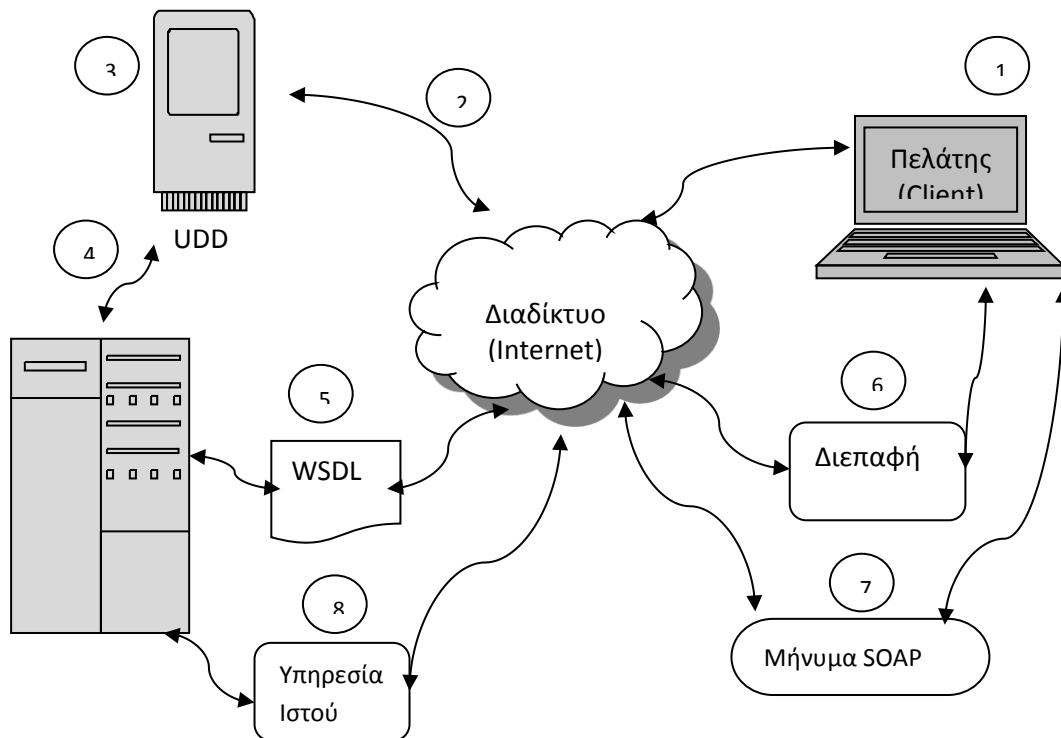 3
2
1
Πελάτης
(Client)
4
UDD
Διαδίκτυο
(Internet)
5
6
WSDL
Διεπαφή
8
7
Υπηρεσία
Ιστού
Μήνυμα SOAP